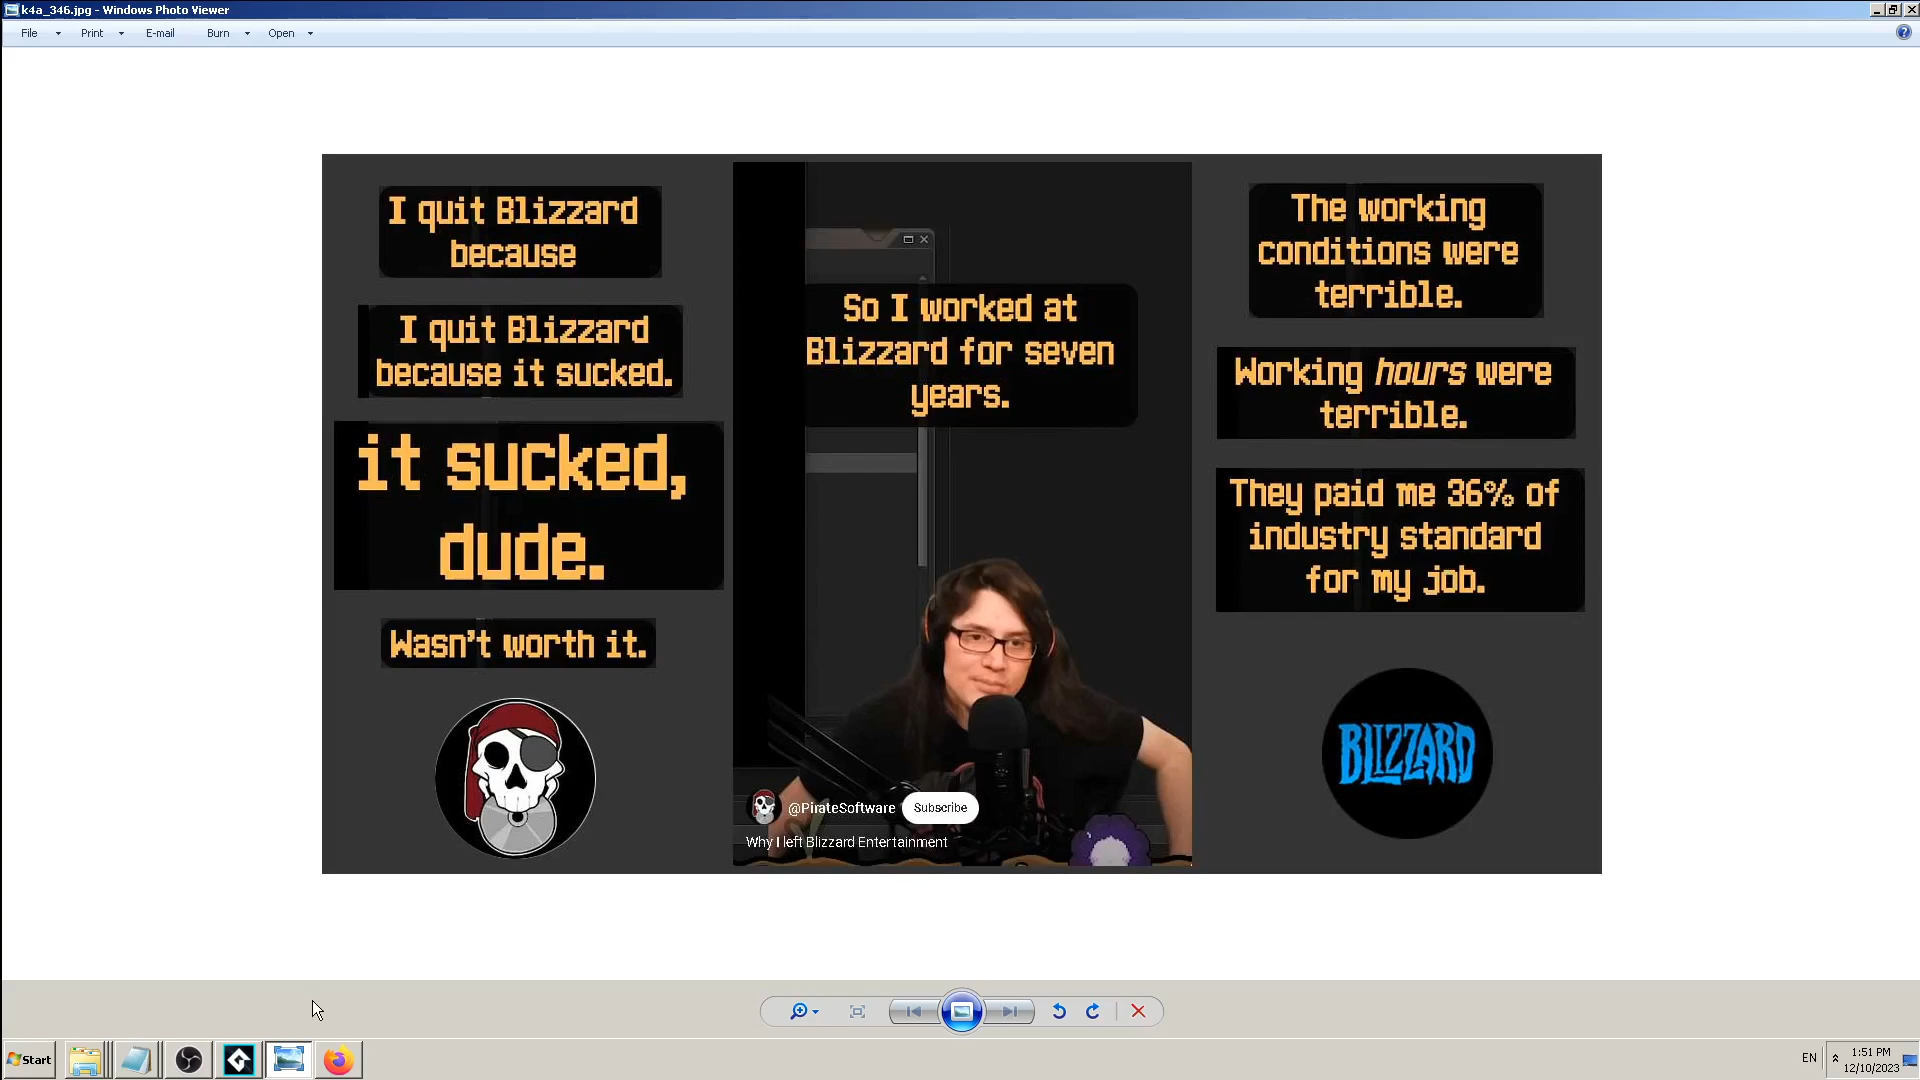 k4a_346.jpg - Windows Photo Viewer
File
Print
E-mail
Burn
Open
I quit Blizzard
because
I quit Blizzard
because it sucked.
it sucked,
dude.
Wasn't worth it.
So I worked at
Blizzard for seven
years.
@PirateSoftware
Subscribe
Why I left Blizzard Entertainment
The working
conditions were
terrible.
Working hours were
terrible.
They paid me 36% of
industry standard
for my job.
BLIZZARD
Start
EN
1:51 PM
12/10/2023